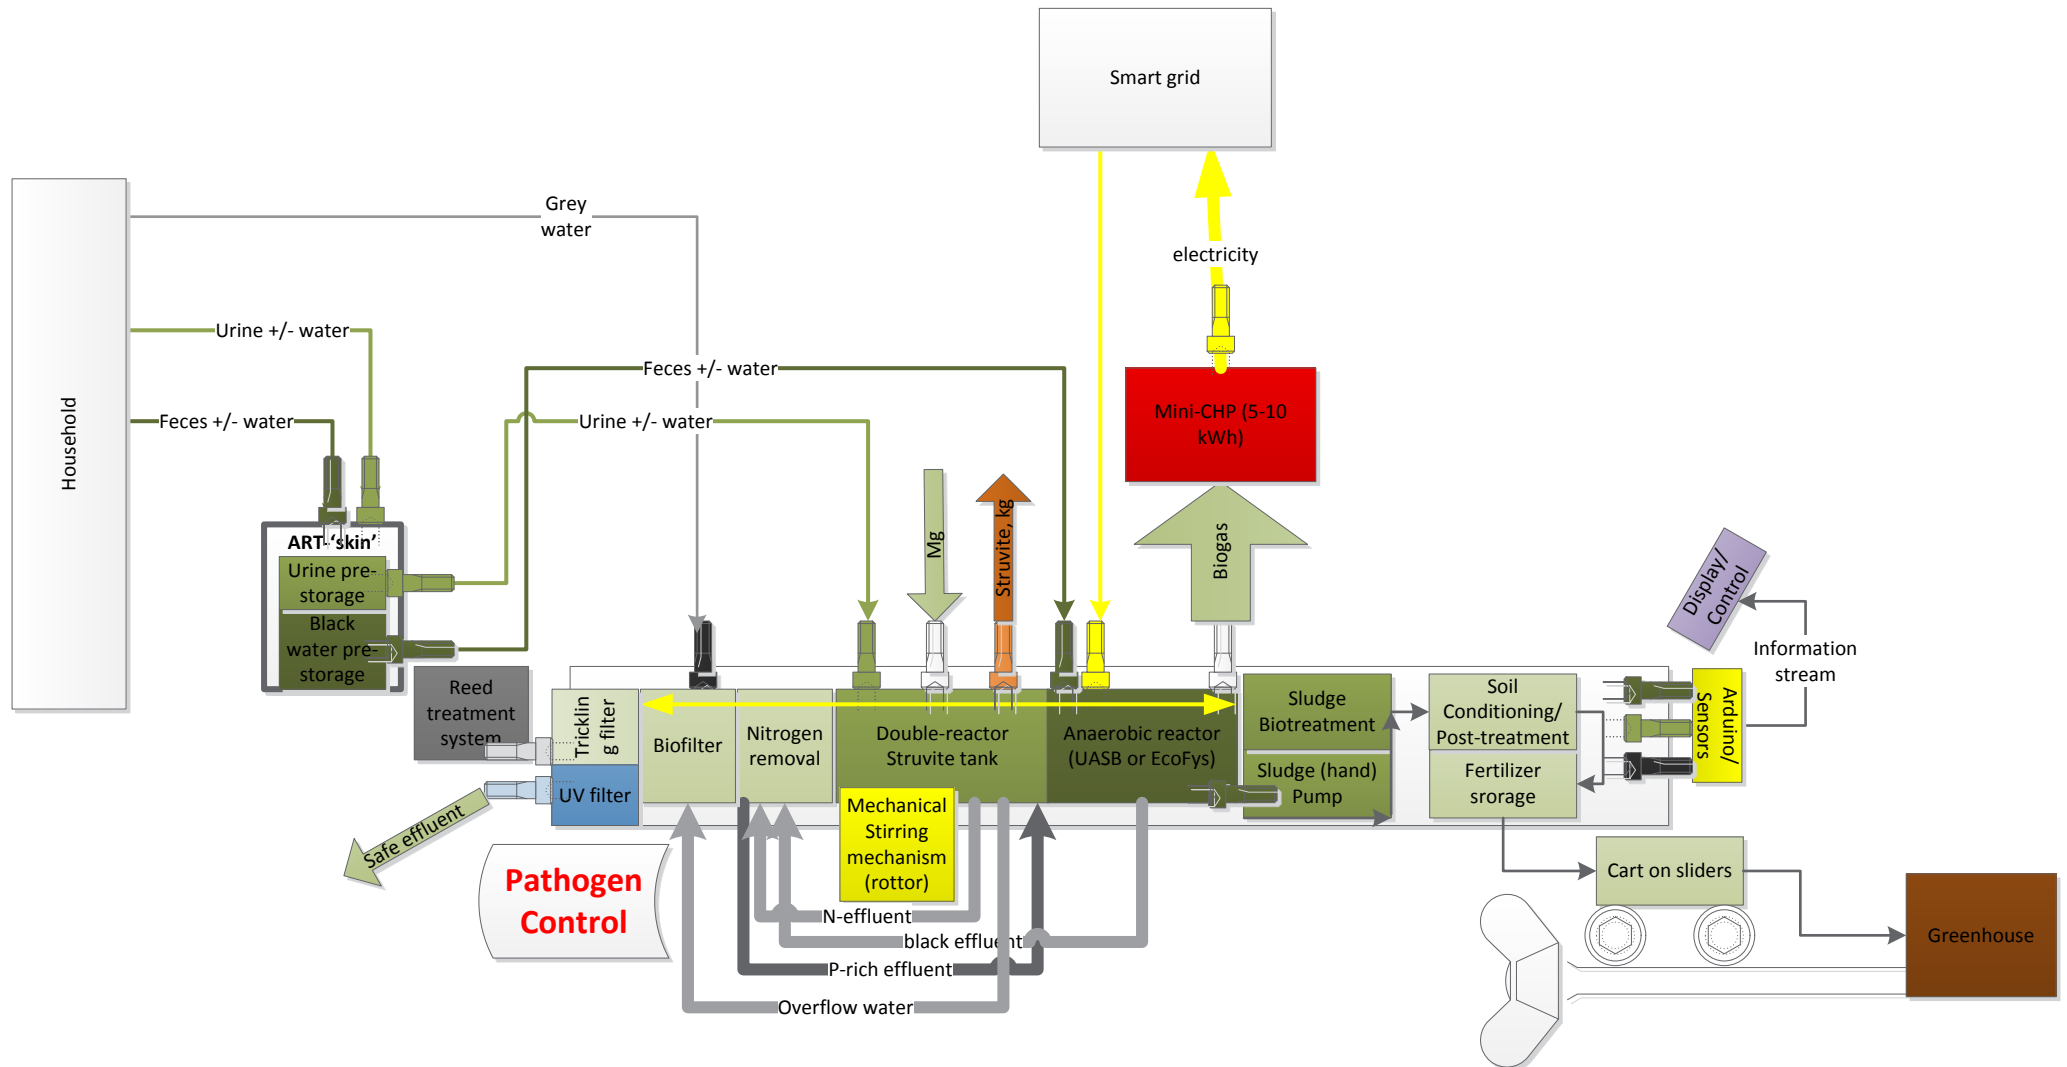 Smart grid
Grey
water
electricity
Urine +/- water
Feces +/- water
Feces +/- water
Urine +/- water
Household
Mini-CHP (5-10
kWh)
ART-‘skin’
Urine pre-
storage
Black
water pre-
storage
Mg
Struvite, kg
Biogas
Display/
Control
Information
stream
Reed
treatment
system
Tricklin
g filter
UV filter
Biofilter
Nitrogen
removal
Double-reactor
Struvite tank
Anaerobic reactor
(UASB or EcoFys)
Sludge
Biotreatment
Sludge (hand)
Pump
Soil
Conditioning/
Post-treatment
Fertilizer
srorage
Arduino/
Sensors
Mechanical
Stirring
mechanism
(rottor)
Safe effluent
Pathogen
Control
N-effluent
black effluent
P-rich effluent
Overflow water
Cart on sliders
Greenhouse